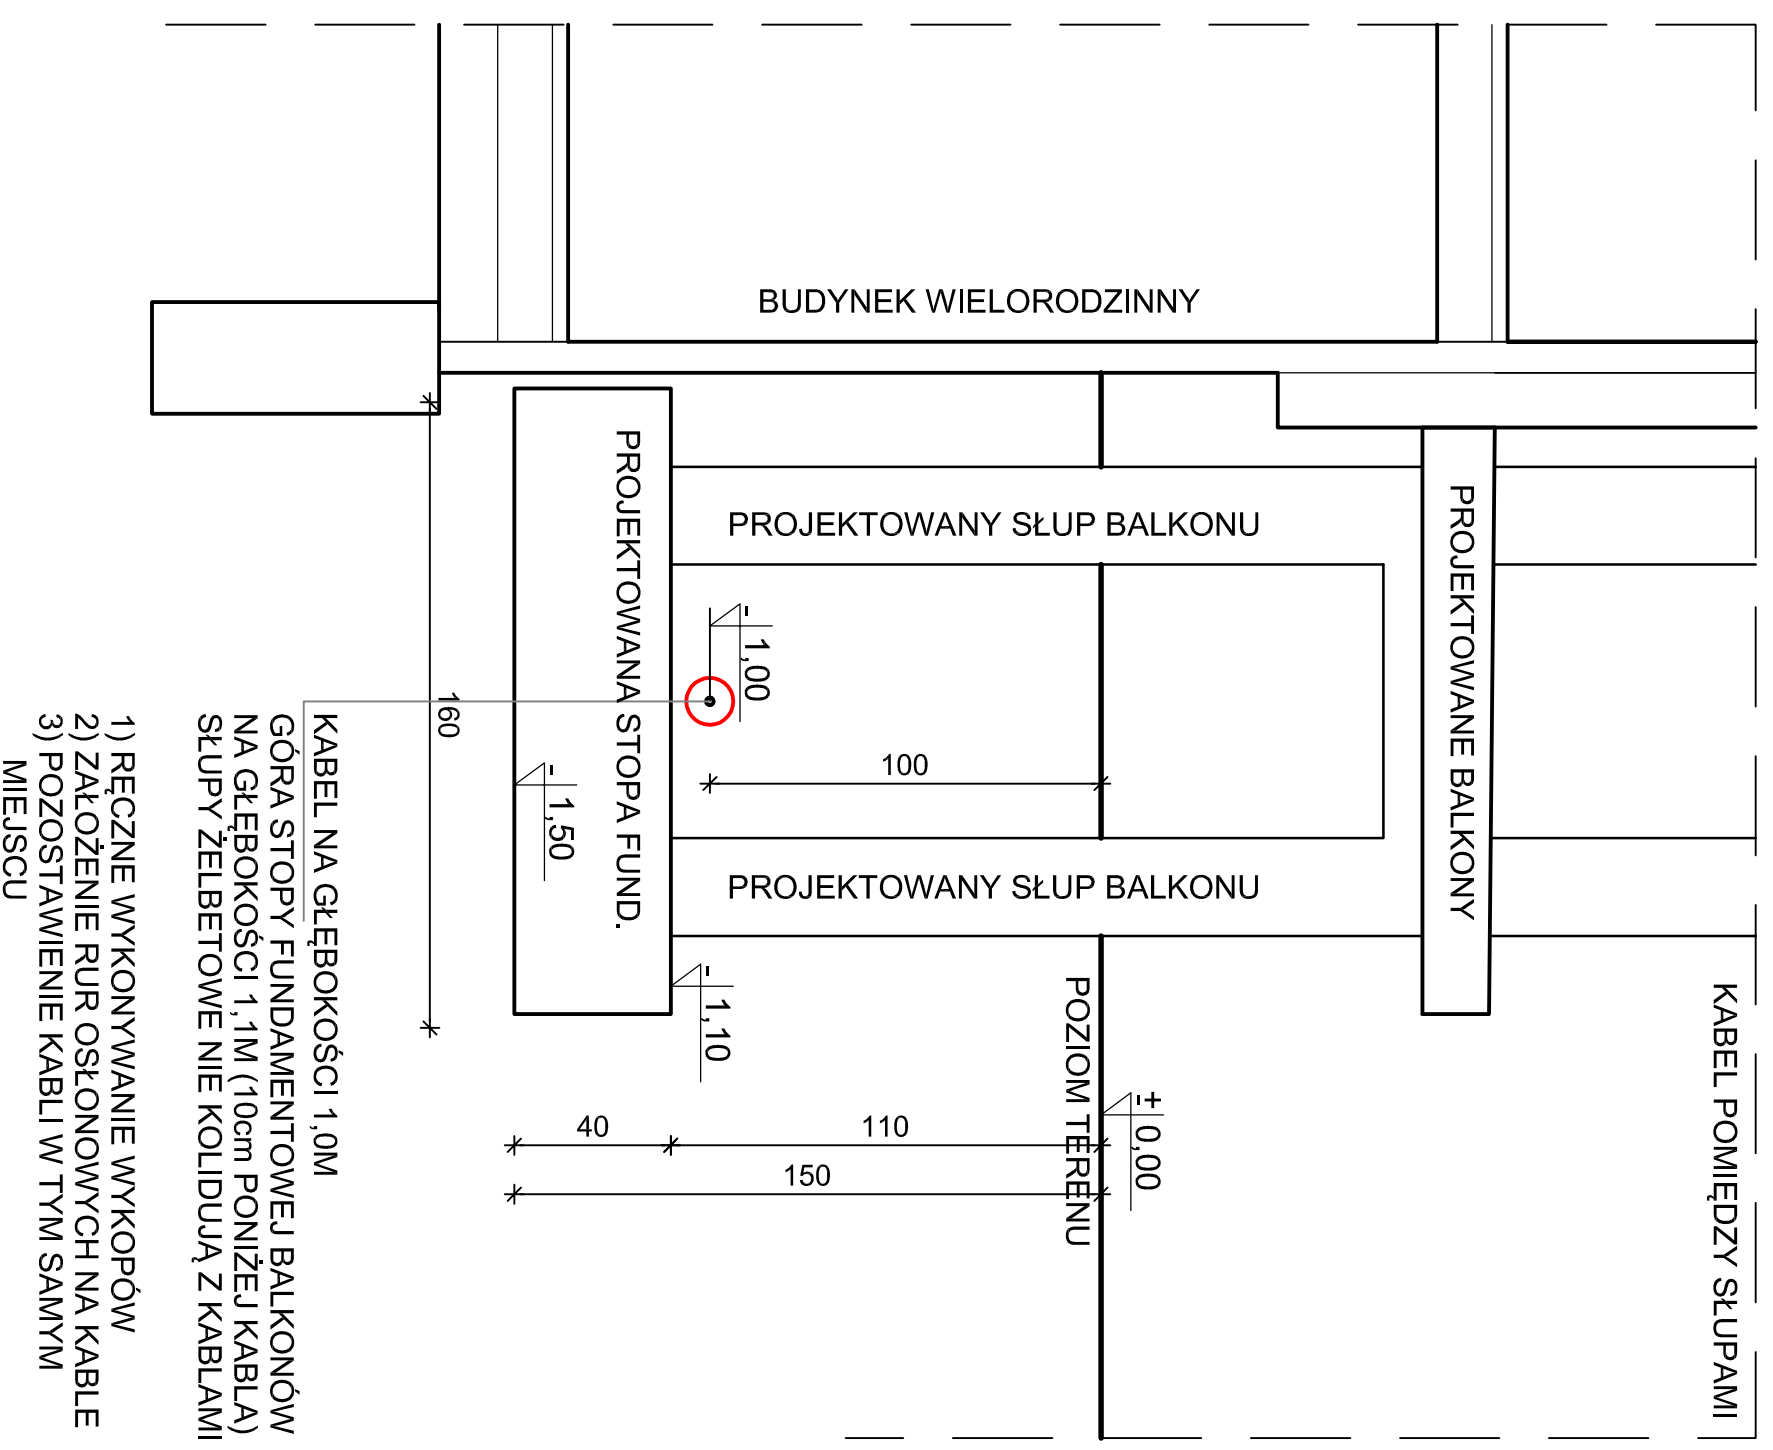 KABEL POMIĘDZY SŁUPAMI
BUDYNEK WIELORODZINNY
PROJEKTOWANE BALKONY
PROJEKTOWANY SŁUP BALKONU
PROJEKTOWANY SŁUP BALKONU
± 0,00
POZIOM TERENU
100
- 1,00
- 1,10
110
40
150
PROJEKTOWANA STOPA FUND.
- 1,50
160
KABEL NA GŁĘBOKOŚCI 1,0M
GÓRA STOPY FUNDAMENTOWEJ BALKONÓW
NA GŁĘBOKOŚCI 1,1M (10cm PONIŻEJ KABLA)
SŁUPY ŻELBETOWE NIE KOLIDUJĄ Z KABLAMI
1) RĘCZNE WYKONYWANIE WYKOPÓW
2) ZAŁOŻENIE RUR OSŁONOWYCH NA KABLE
3) POZOSTAWIENIE KABLI W TYM SAMYM
MIEJSCU